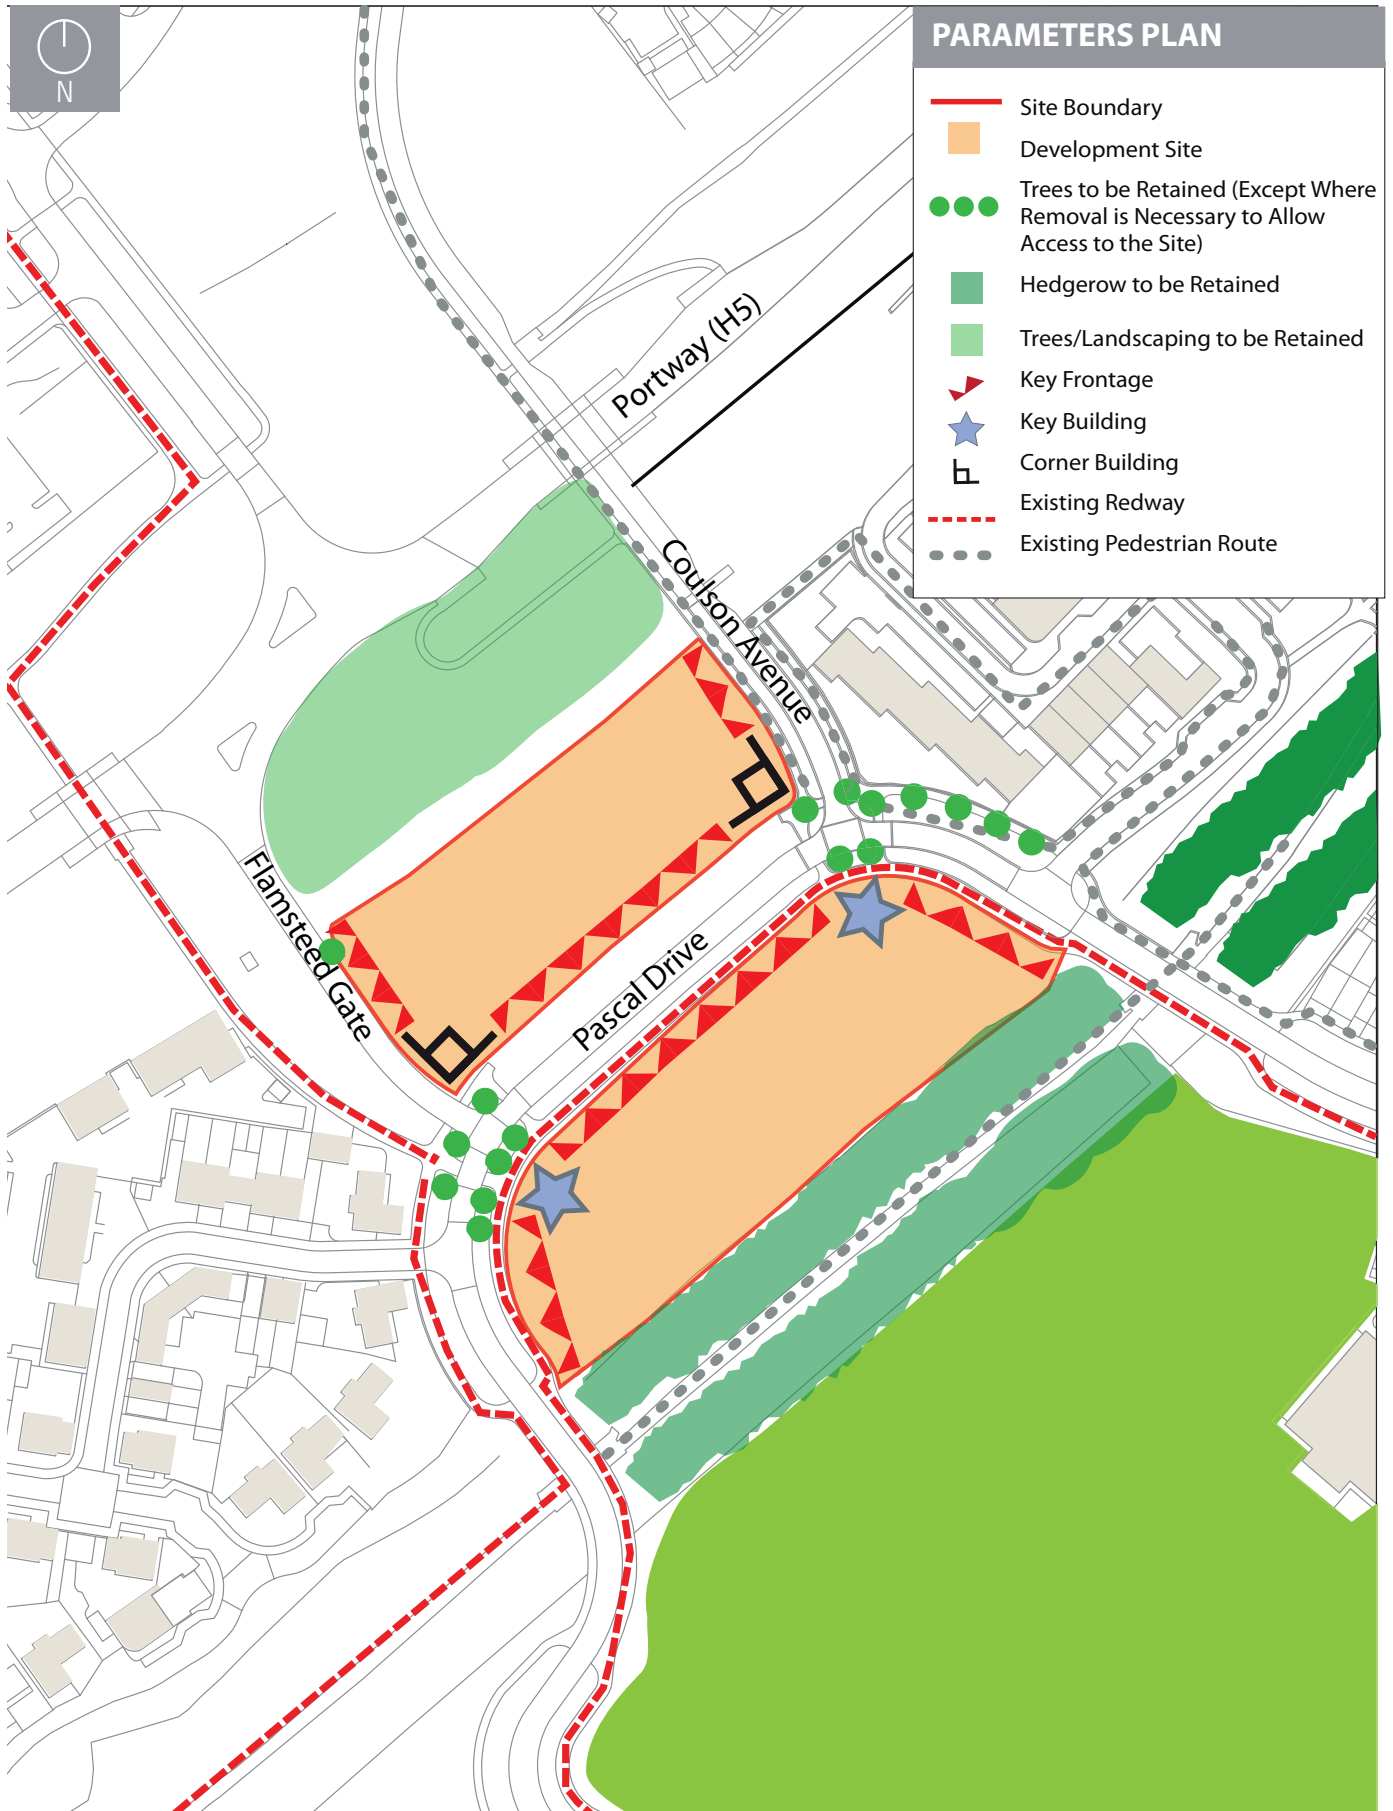 N
PARAMETERS PLAN
Site Boundary
Development Site
Trees to be Retained (Except Where
Removal is Necessary to Allow
Access to the Site)
Hedgerow to be Retained
Trees/Landscaping to be Retained
Key Frontage
Key Building
Corner Building
Existing Redway
Existing Pedestrian Route
Portway (H5)
Coulson Avenue
Flamsteed Gate
Pascal Drive